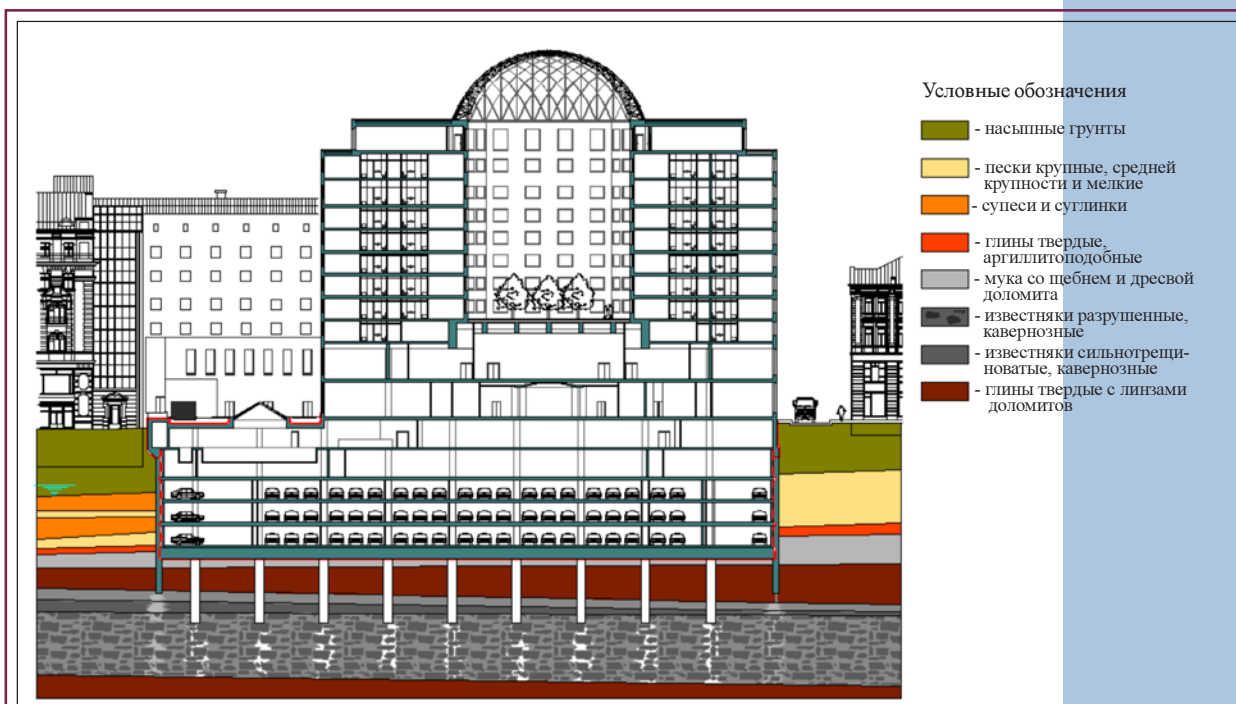 Условные обозначения
- насыпные грунты
- пески крупные, средней
крупности и мелкие
- супеси и суглинки
- глины твердые,
аргиллитоподобные
- мука со щебнем и дресвой
доломита
- известняки разрушенные,
кавернозные
- известняки сильнотрещи-
новатые, кавернозные
- глины твердые с линзами
доломитов